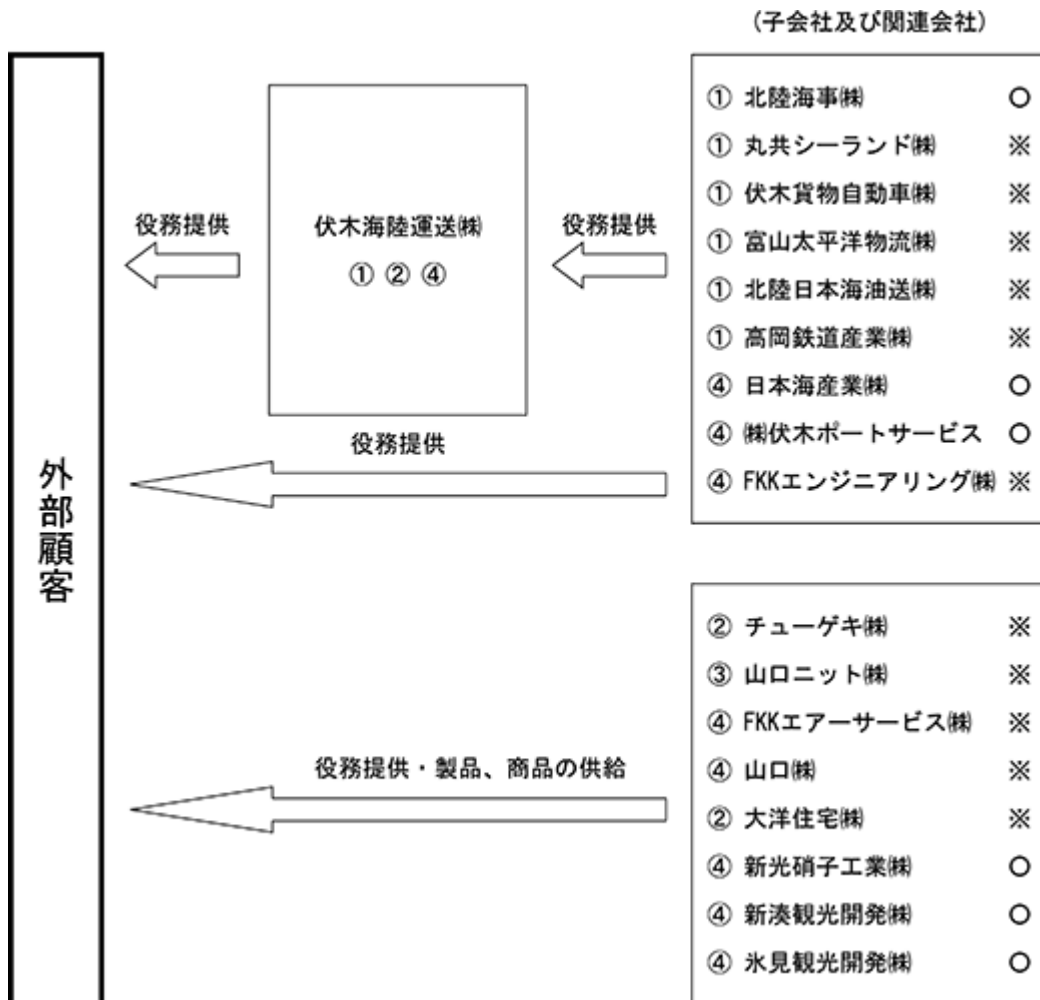 (子会社及び関連会社)
① 北陸海事㈱ ○
① 丸共シーランド㈱ ※
① 伏木貨物自動車㈱ ※
① 富山太平洋物流㈱ ※
① 北陸日本海油送㈱ ※
① 高岡鉄道産業㈱ ※
④ 日本海産業㈱ ○
④ ㈱伏木ポートサービス ○
④ FKKエンジニアリング㈱ ※
役務提供
伏木海陸運送㈱
① ② ④
役務提供
役務提供
外部顧客
② チューゲキ㈱ ※
③ 山口ニット㈱ ※
④ FKKエアーサービス㈱ ※
④ 山口㈱ ※
② 大洋住宅㈱ ※
④ 新光硝子工業㈱ ○
④ 新湊観光開発㈱ ○
④ 氷見観光開発㈱ ○
役務提供・製品、商品の供給